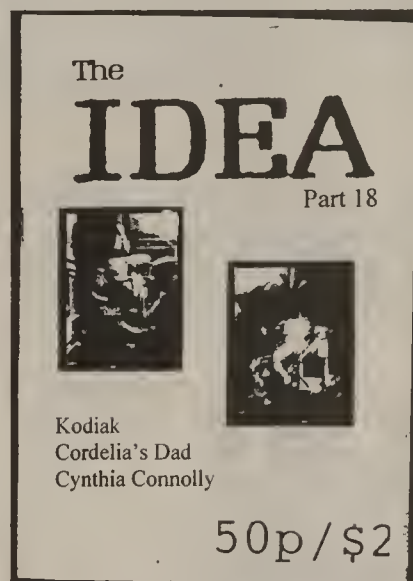 The
IDEA
Part 18
Kodiak
Cordelia's Dad
Cynthia Connolly
50p/$2